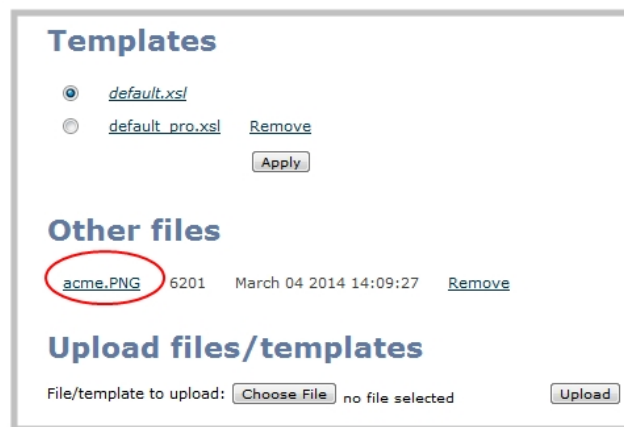 Templates
default.xsl
default_pro.xsl Remove
Apply
Other files
acme.PNG 6201 March 04 2014 14:09:27 Remove
Upload files/templates
File/template to upload: Choose File no file selected Upload